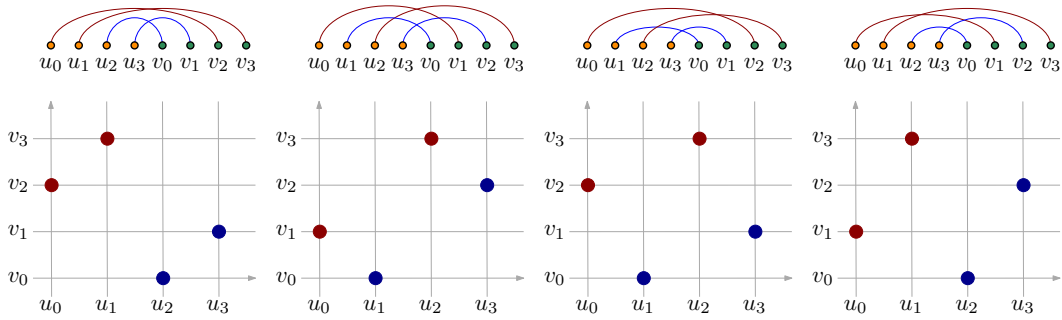 u₀ u₁ u₂ u₃ v₀ v₁ v₂ v₃
v₃
v₂
v₁
v₀
u₀ u₁ u₂ u₃
u₀ u₁ u₂ u₃ v₀ v₁ v₂ v₃
v₃
v₂
v₁
v₀
u₀ u₁ u₂ u₃
u₀ u₁ u₂ u₃ v₀ v₁ v₂ v₃
v₃
v₂
v₁
v₀
u₀ u₁ u₂ u₃
u₀ u₁ u₂ u₃ v₀ v₁ v₂ v₃
v₃
v₂
v₁
v₀
u₀ u₁ u₂ u₃